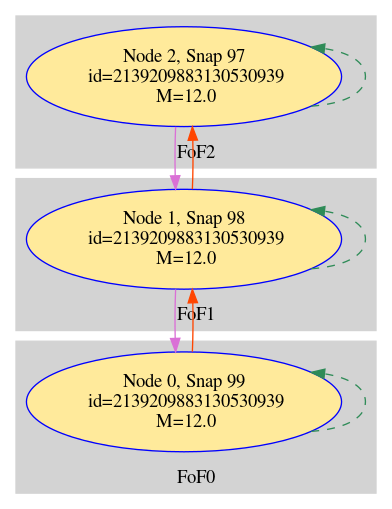 Node 2, Snap 97
id=2139209883130530939
M=12.0
FoF2
Node 1, Snap 98
id=2139209883130530939
M=12.0
FoF1
Node 0, Snap 99
id=2139209883130530939
M=12.0
FoF0